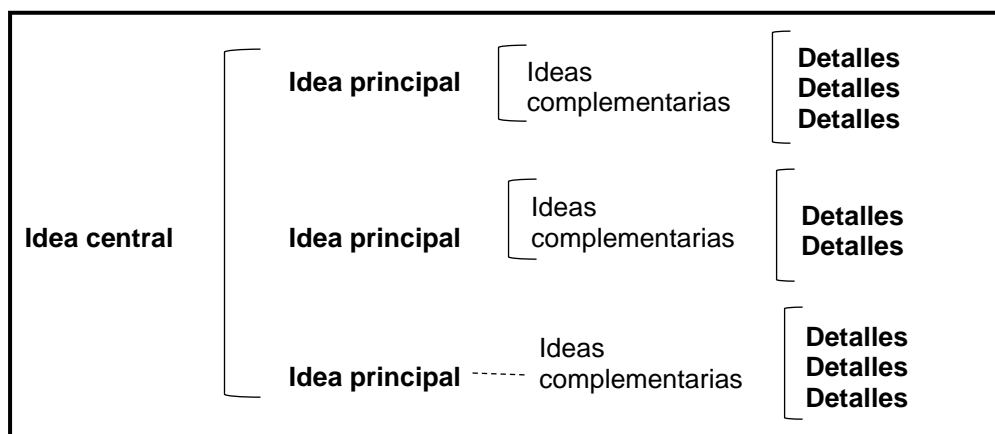 Idea central
Idea principal
Ideas
complementarias
Detalles
Detalles
Detalles
Idea principal
Ideas
complementarias
Detalles
Detalles
Idea principal
Ideas
complementarias
Detalles
Detalles
Detalles